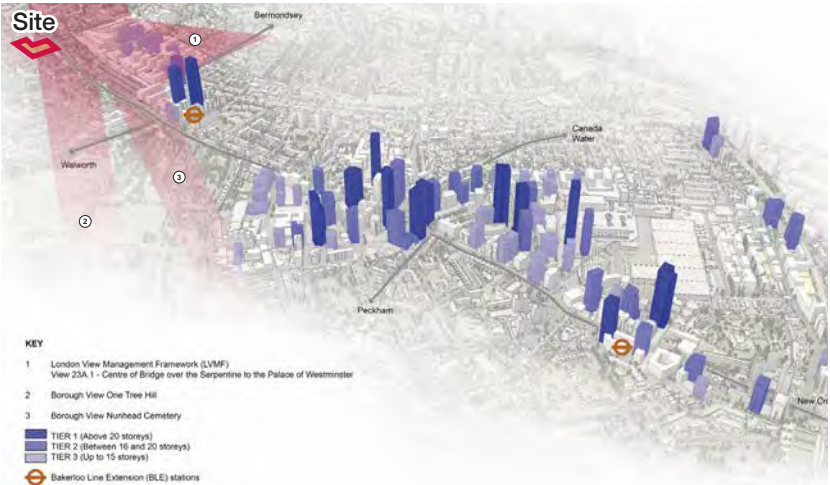 Site
Bermondsey
1
Canada
Water
Walworth
3
2
Peckham
New Cro
KEY
1 London View Management Framework (LVMF)
View 23A.1 - Centre of Bridge over the Serpentine to the Palace of Westminster
2 Borough View One Tree Hill
3 Borough View Nunhead Cemetery
TIER 1 (Above 20 storeys)
TIER 2 (Between 16 and 20 storeys)
TIER 3 (Up to 15 storeys)
Bakerloo Line Extension (BLE) stations